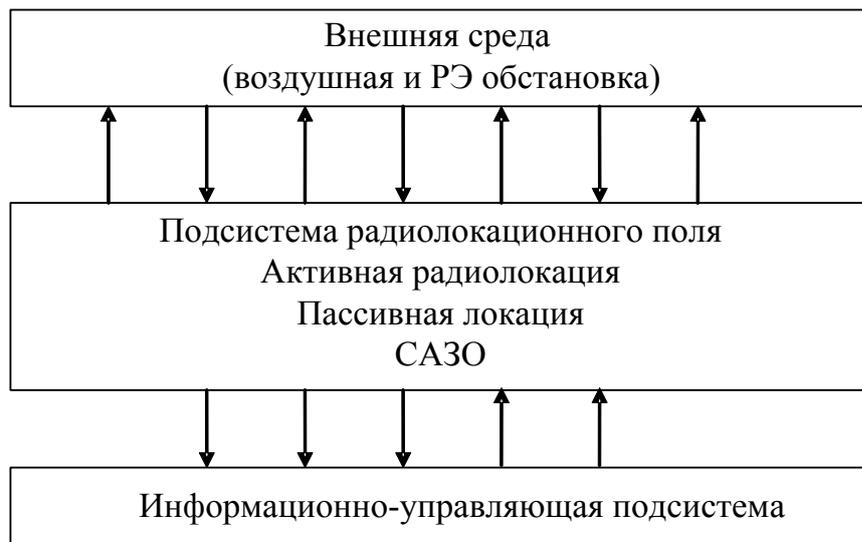 Внешняя среда
(воздушная и РЭ обстановка)
Подсистема радиолокационного поля
Активная радиолокация
Пассивная локация
САЗО
Информационно-управляющая подсистема